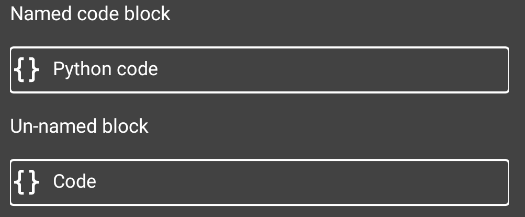 Named code block
{} Python code
Un-named block
{} Code